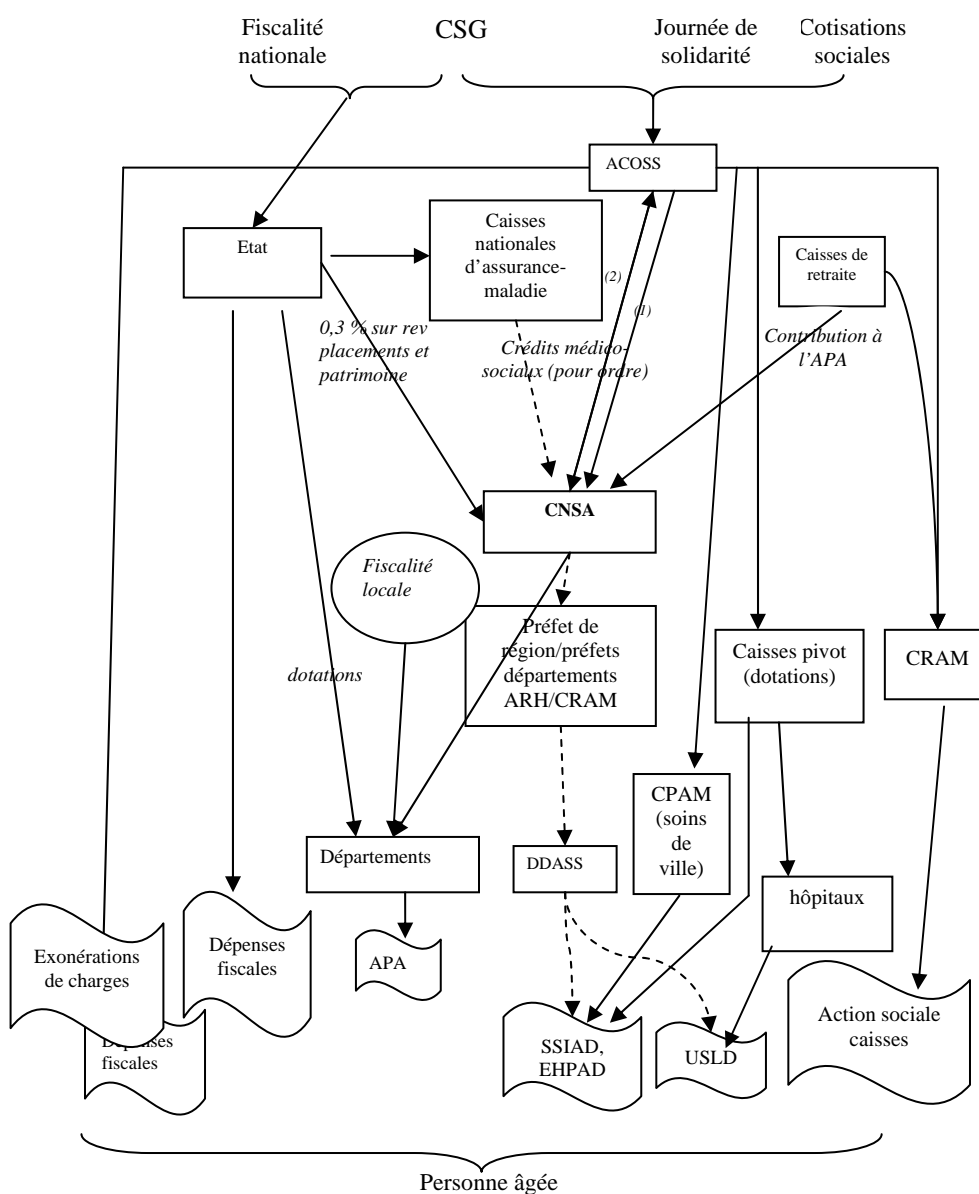 Fiscalité
nationale
CSG
Journée de
solidarité
Cotisations
sociales
ACOSS
Etat
Caisses
nationales
d’assurance-
maladie
Caisses de
retraite
(2)
(1)
0,3 % sur rev
placements et
patrimoine
Crédits médico-
sociaux (pour ordre)
Contribution à
l’APA
CNSA
Fiscalité
locale
dotations
Préfet de
région/préfets
départements
ARH/CRAM
Caisses pivot
(dotations)
CRAM
CPAM
(soins
de
ville)
Départements
DDASS
hôpitaux
Exonérations
de charges
Dépenses
fiscales
APA
Dépenses
fiscales
SSIAD,
EHPAD
USLD
Action sociale
caisses
Personne âgée